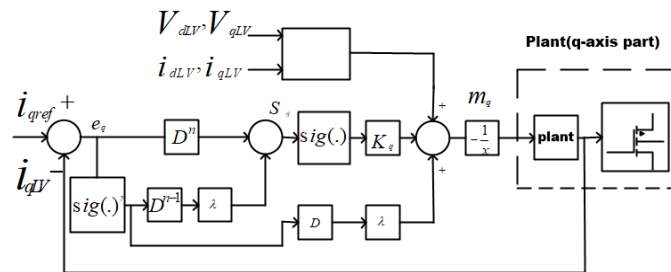 V_dLV, V_qLV
i_dLV, i_qLV
Plant(q-axis part)
i_qref +
e_q
D^n
S_q
sig(.)
K_q
+
+
m_q
-1/x
plant
i_qLV -
sig(.)^γ
D^{n-1}
λ
D
λ